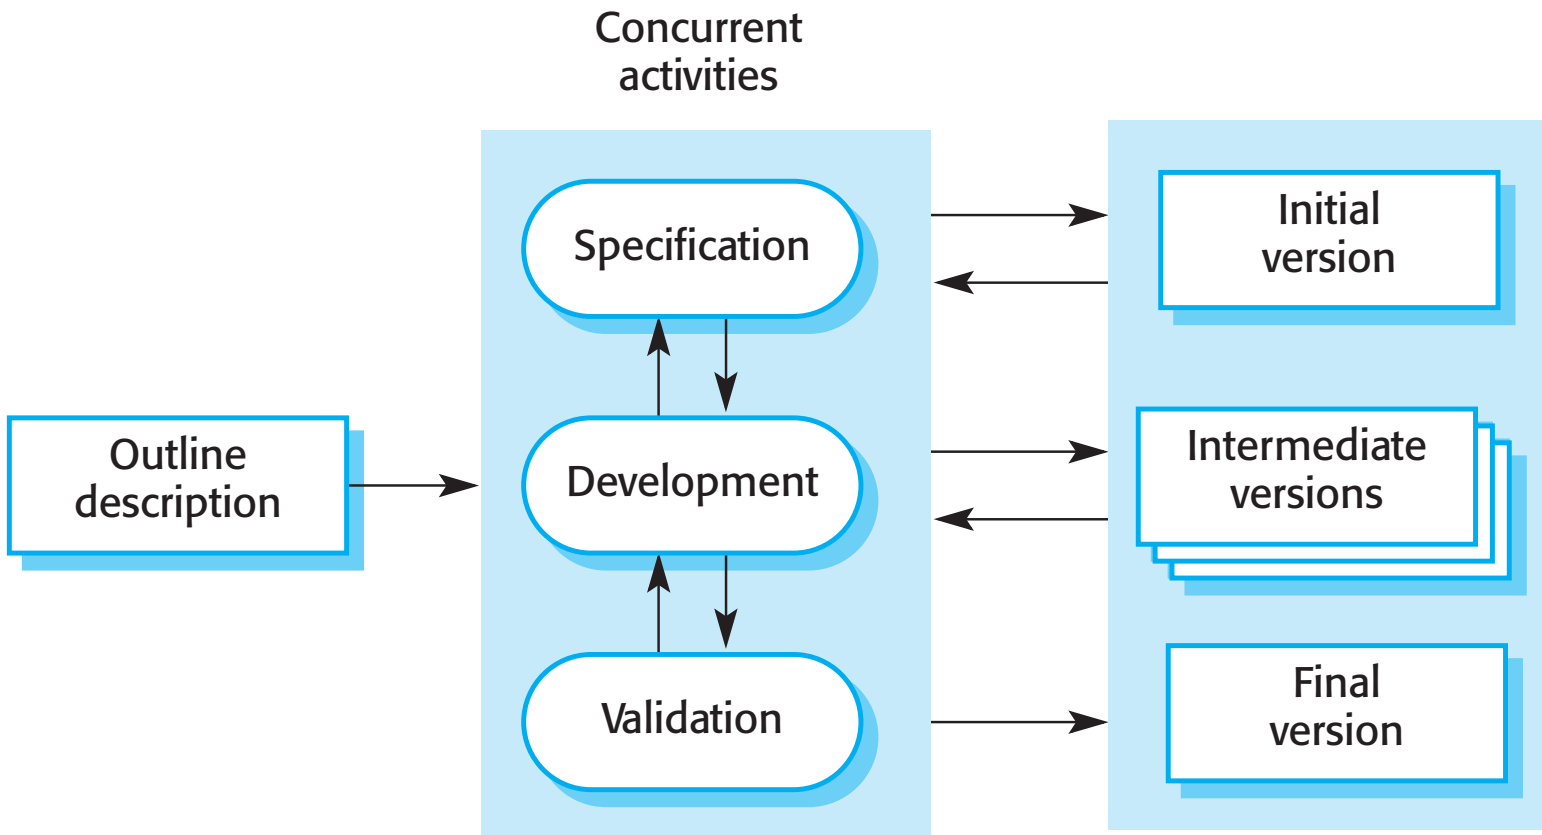 Concurrent
activities
Specification
Initial
version
Outline
description
Development
Intermediate
versions
Validation
Final
version